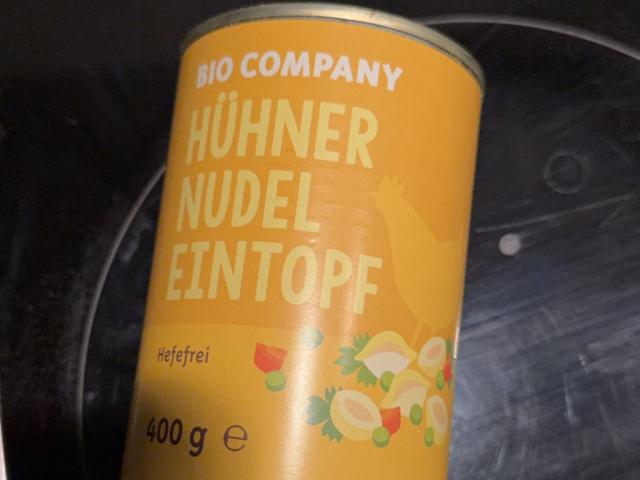 BIO COMPANY
HÜHNER
NUDEL
EINTOPF
Hefefrei
400 g ℮